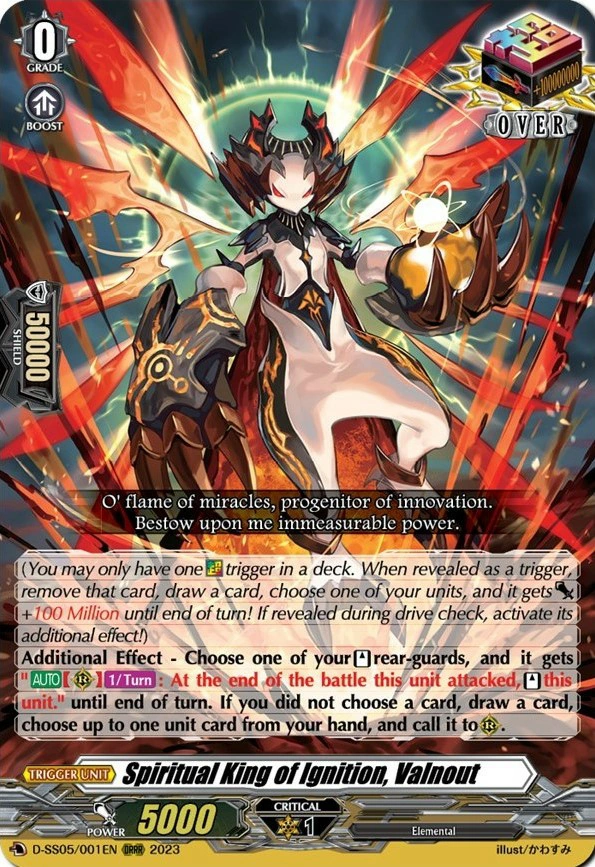 0
GRADE
BOOST
+100000000
OVER
50000
SHIELD
O' flame of miracles, progenitor of innovation.
Bestow upon me immeasurable power.
(You may only have one trigger in a deck. When revealed as a trigger,
remove that card, draw a card, choose one of your units, and it gets
+100 Million until end of turn! If revealed during drive check, activate its
additional effect!)
Additional Effect - Choose one of your rear-guards, and it gets
"AUTO【R】1/Turn: At the end of the battle this unit attacked, this
unit." until end of turn. If you did not choose a card, draw a card,
choose up to one unit card from your hand, and call it to R.
TRIGGER UNIT Spiritual King of Ignition, Valnout
POWER 5000 CRITICAL 1 Elemental
D-SS05/001EN RRR 2023 illust/かわすみ